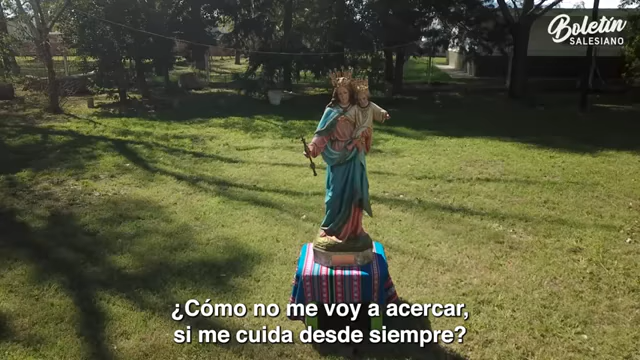 Boletín
SALESIANO
¿Cómo no me voy a acercar,
si me cuida desde siempre?